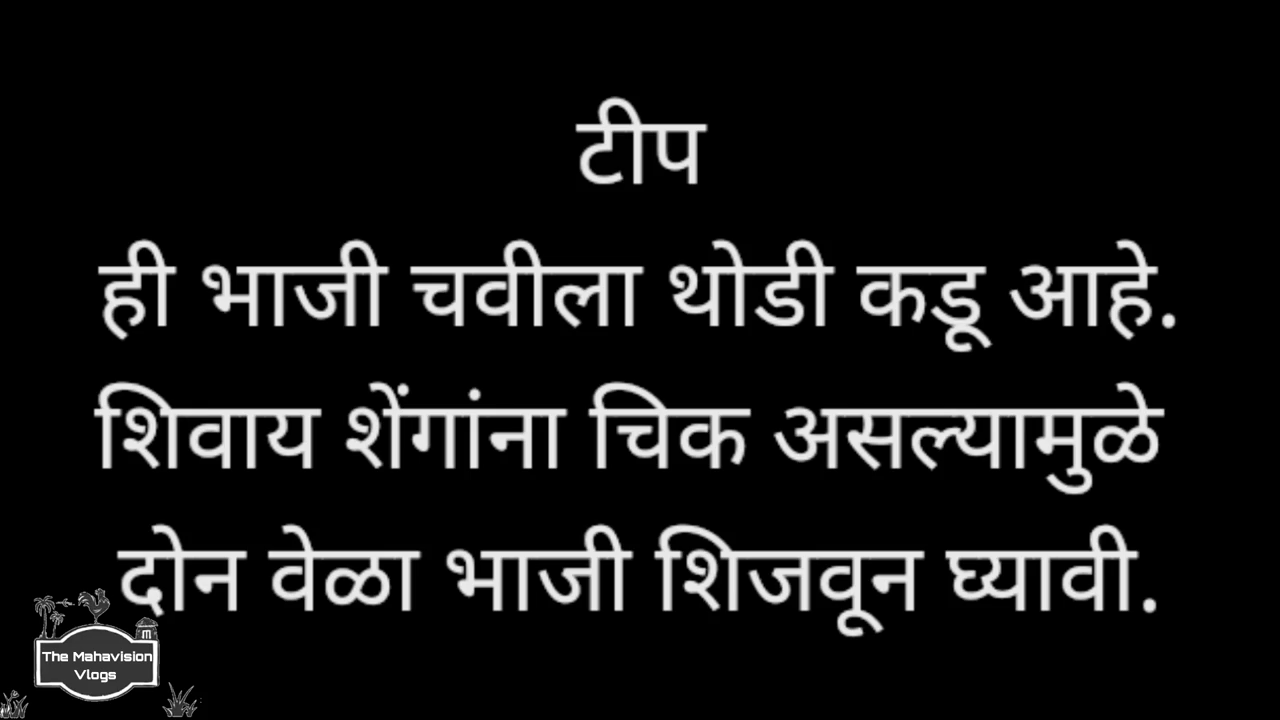 टीप
ही भाजी चवीला थोडी कडू आहे.
शिवाय शेंगांना चिक असल्यामुळे
दोन वेळा भाजी शिजवून घ्यावी.
m
The Mahavision
Vlogs